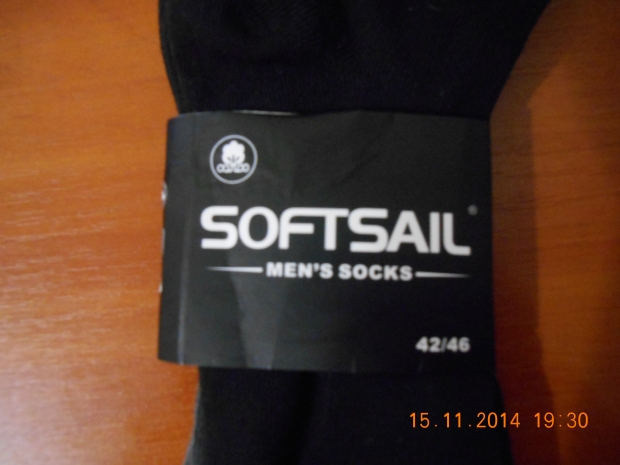 SOFTSAIL®
MEN'S SOCKS
42/46
15.11.2014 19:30